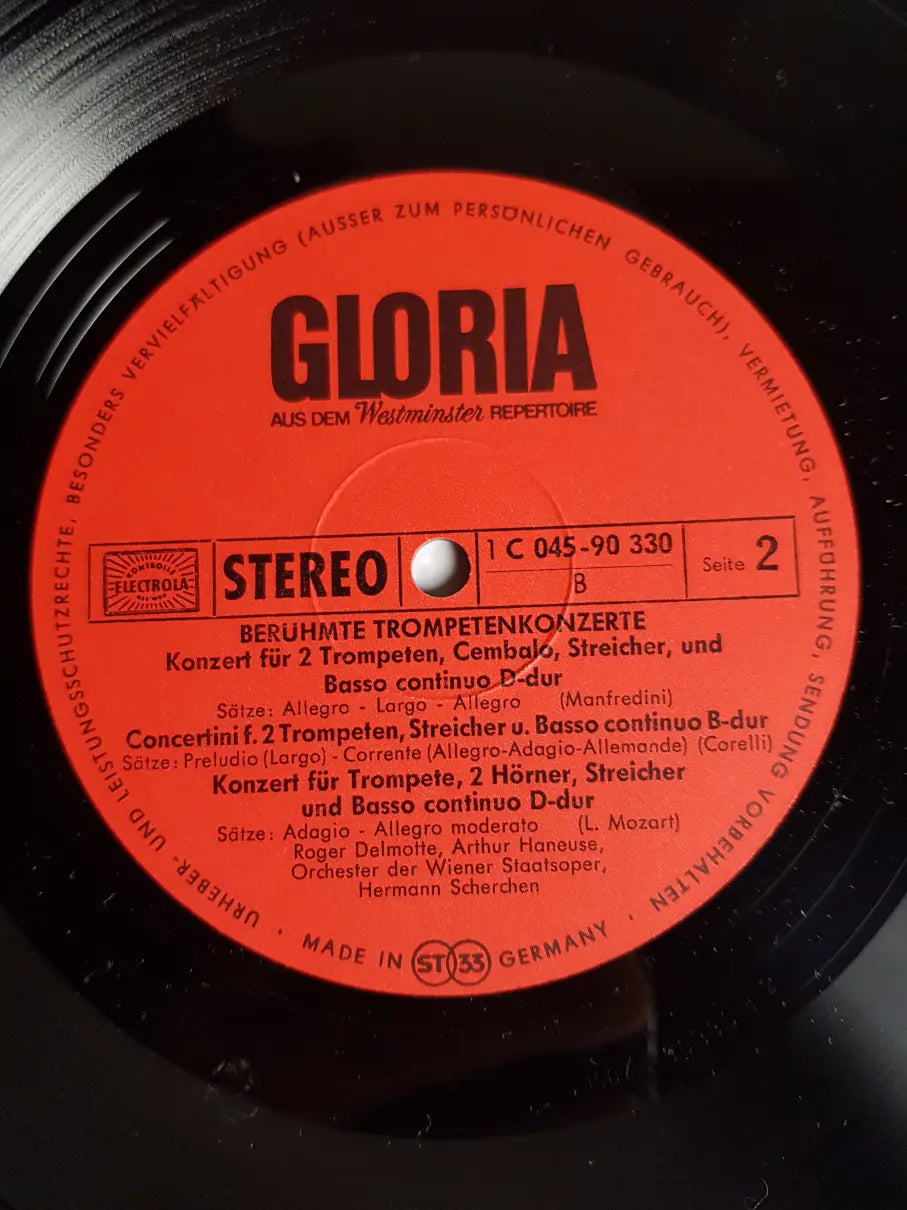 URHEBER- UND LEISTUNGSSCHUTZRECHTE, BESONDERS VERVIELFÄLTIGUNG (AUSSER ZUM PERSÖNLICHEN GEBRAUCH), VERMIETUNG, AUFFÜHRUNG, SENDUNG VORBEHALTEN ·
GLORIA
AUS DEM Westminster REPERTOIRE
KONTROLLE
ELECTROLA
STEREO
1 C 045-90 330
B
Seite 2
BERÜHMTE TROMPETENKONZERTE
Konzert für 2 Trompeten, Cembalo, Streicher, und
Basso continuo D-dur
Sätze: Allegro - Largo - Allegro (Manfredini)
Concertini f. 2 Trompeten, Streicher u. Basso continuo B-dur
Sätze: Preludio (Largo) - Corrente (Allegro-Adagio-Allemande) (Corelli)
Konzert für Trompete, 2 Hörner, Streicher
und Basso continuo D-dur
Sätze: Adagio - Allegro moderato (L. Mozart)
Roger Delmotte, Arthur Haneuse,
Orchester der Wiener Staatsoper,
Hermann Scherchen
· MADE IN ST 33 GERMANY ·